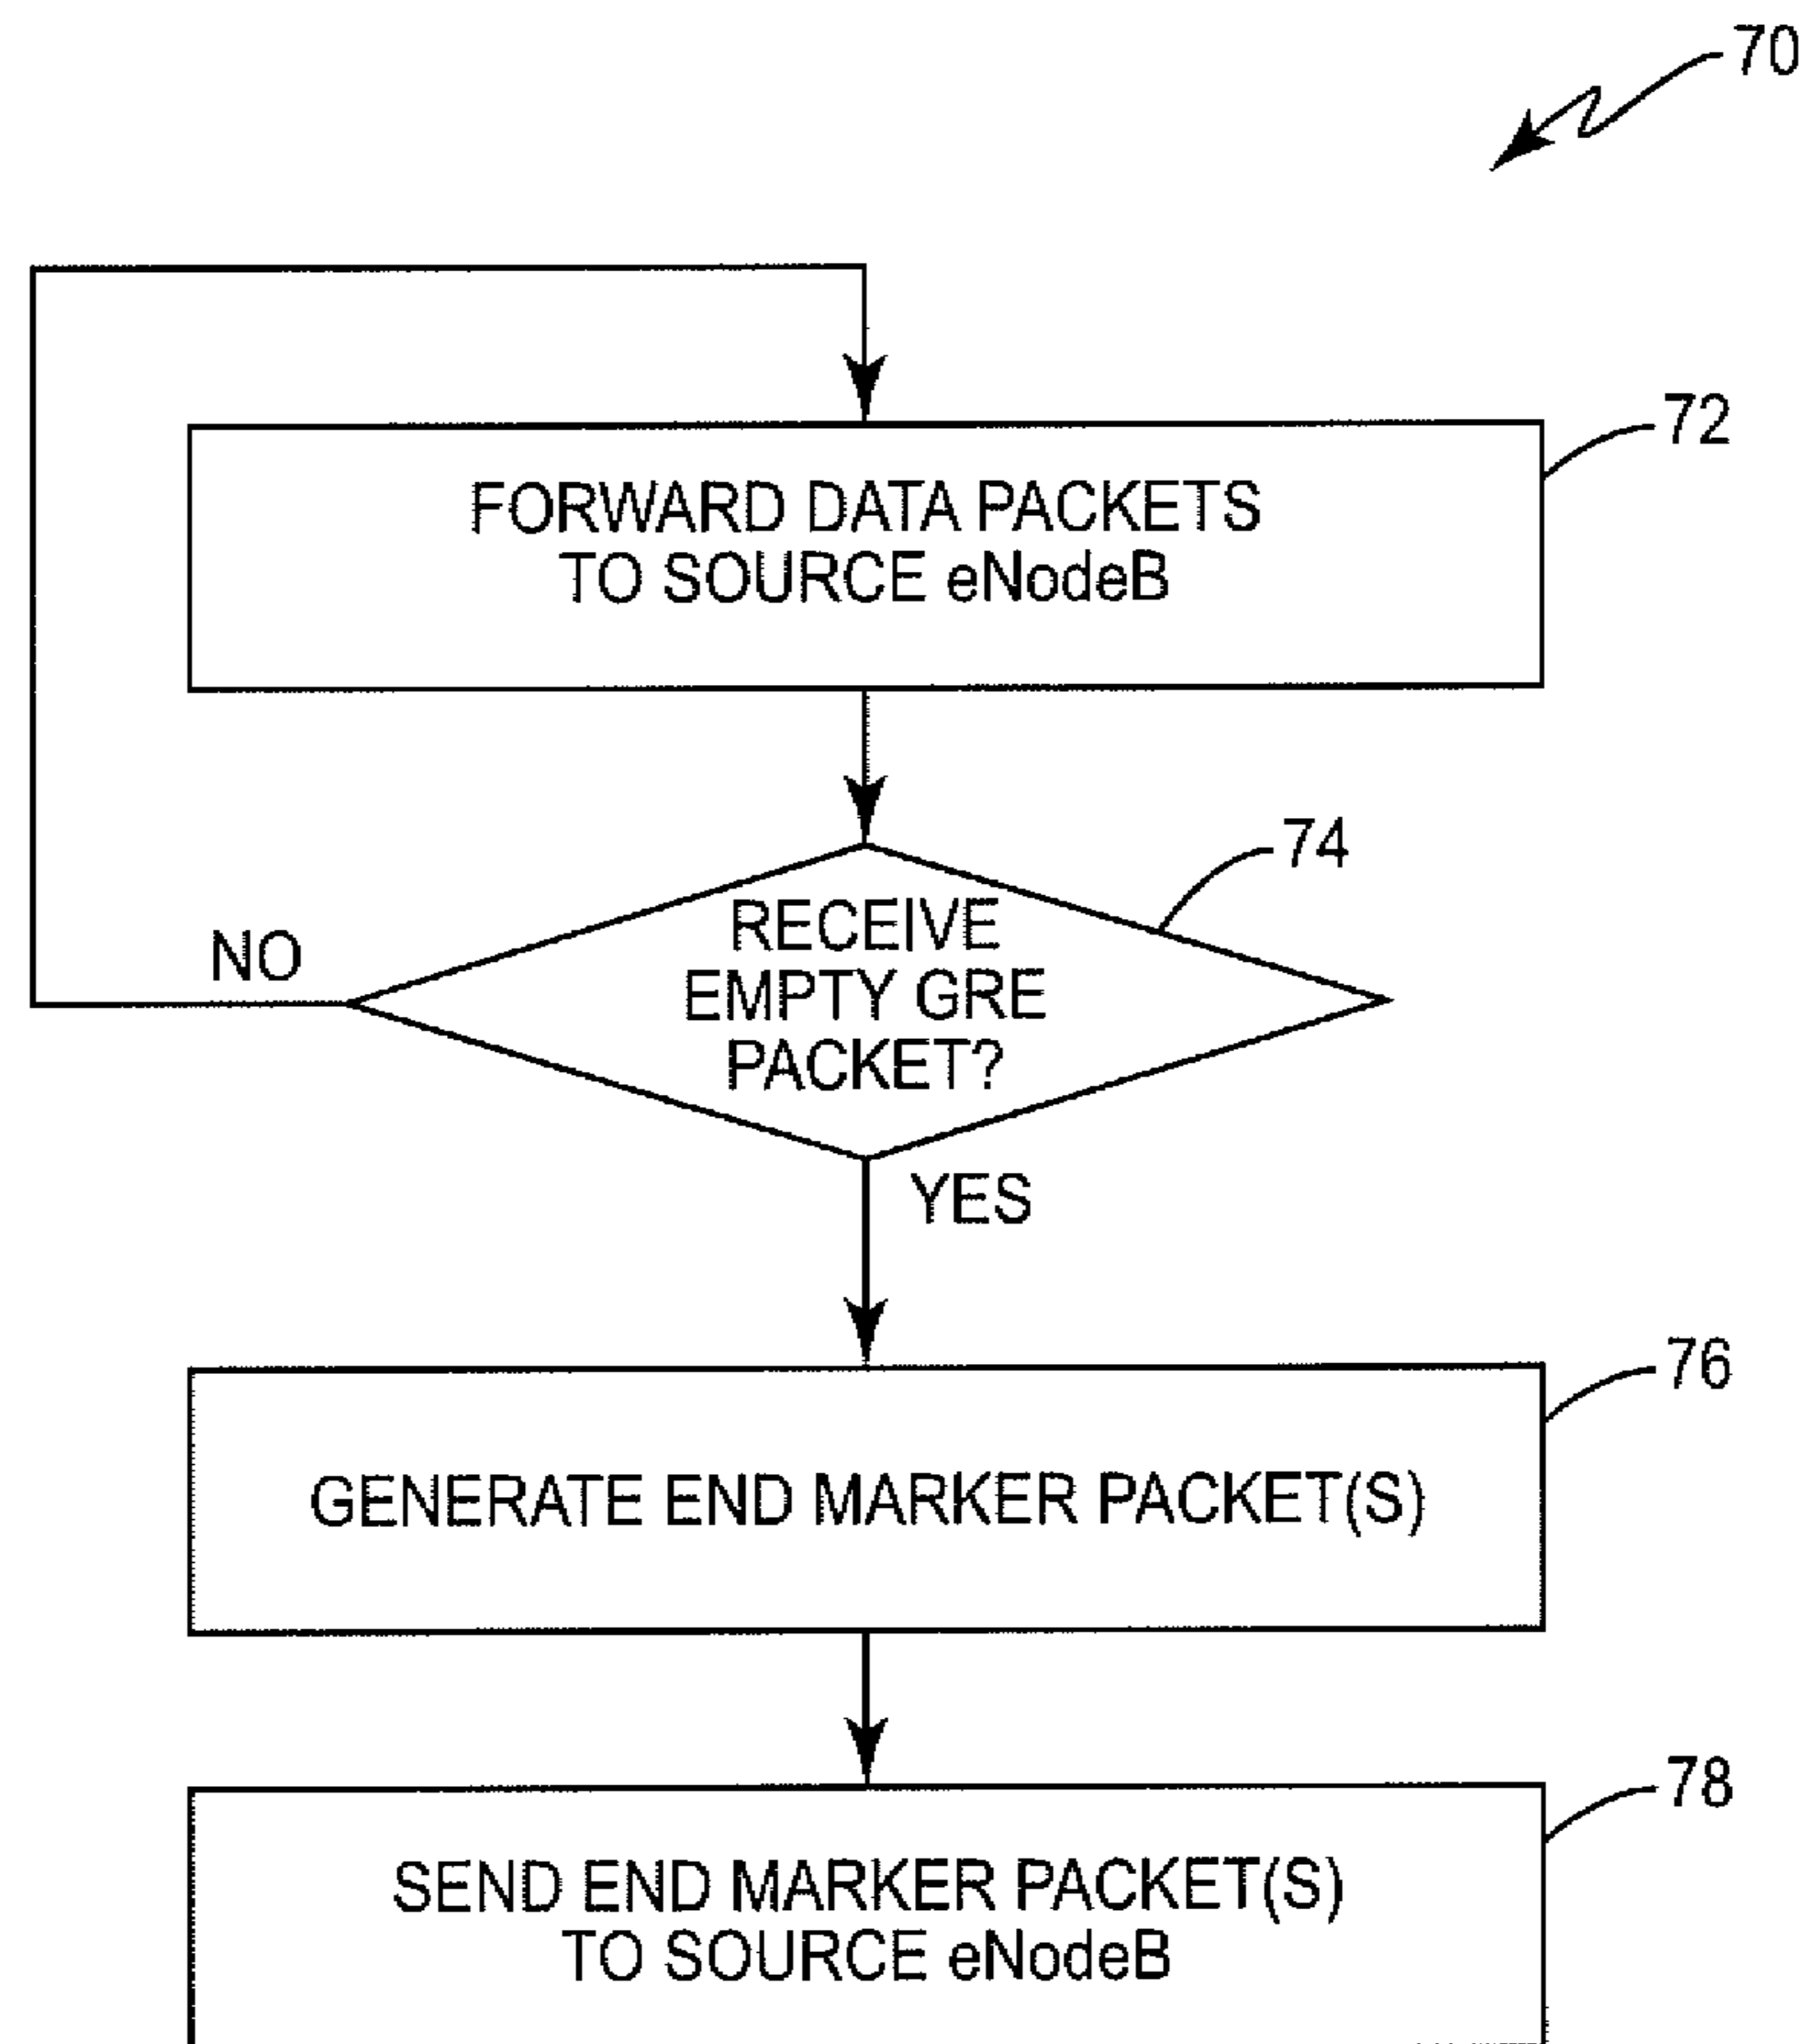 70
72
FORWARD DATA PACKETS
TO SOURCE eNodeB
74
RECEIVE
EMPTY GRE
PACKET?
NO
YES
76
GENERATE END MARKER PACKET(S)
78
SEND END MARKER PACKET(S)
TO SOURCE eNodeB